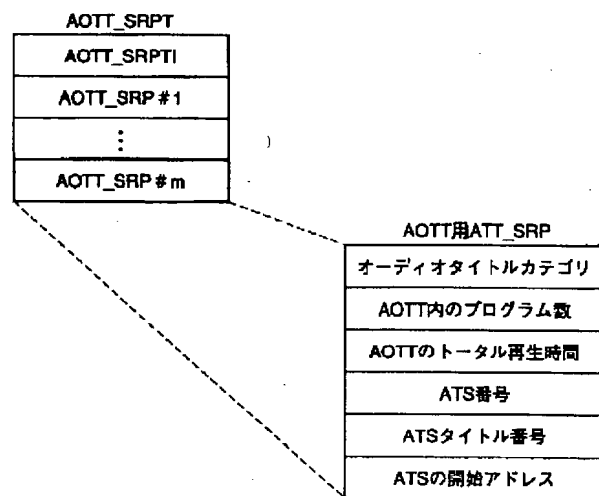 AOTT_SRPT
AOTT_SRPTI
AOTT_SRP#1
⋮
AOTT_SRP#m
AOTT用ATT_SRP
オーディオタイトルカテゴリ
AOTT内のプログラム数
AOTTのトータル再生時間
ATS番号
ATSタイトル番号
ATSの開始アドレス